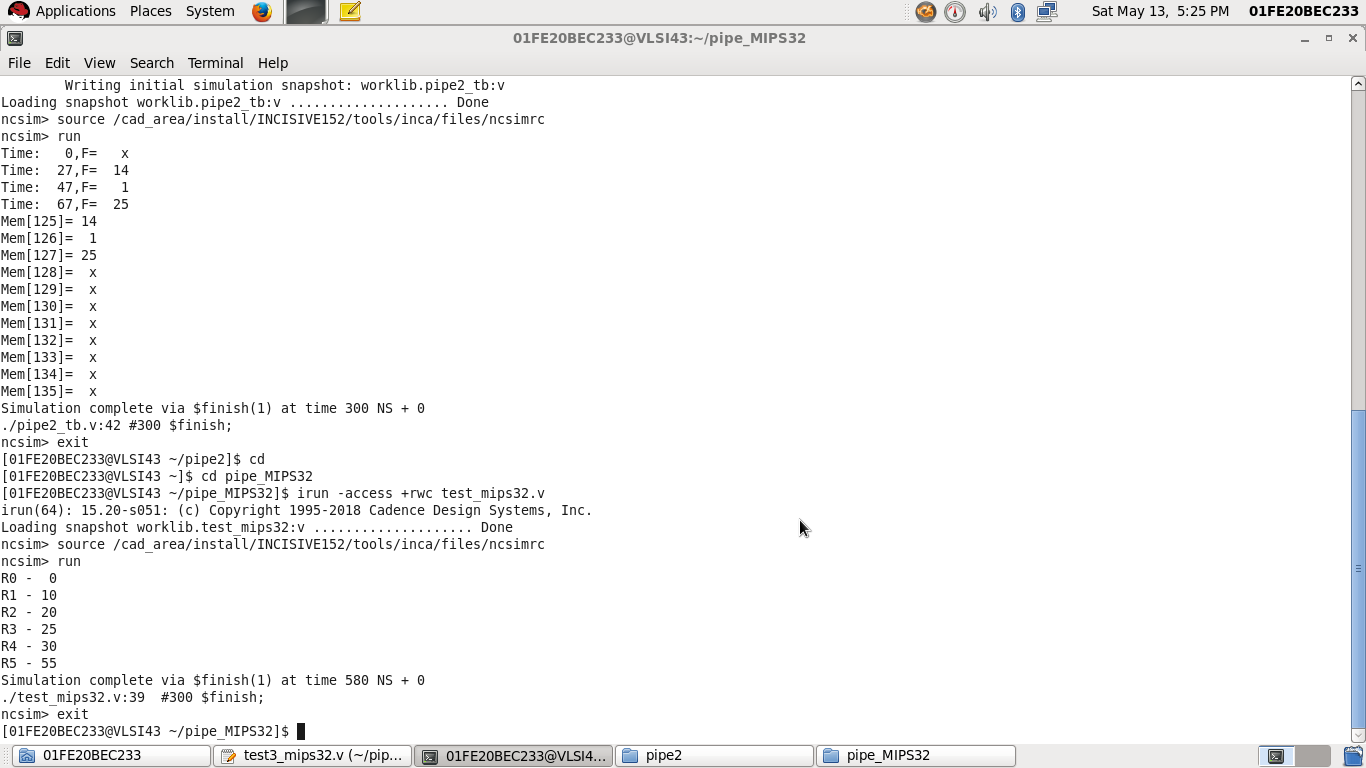 Applications Places System Sat May 13, 5:25 PM 01FE20BEC233
01FE20BEC233@VLSI43:~/pipe_MIPS32
File Edit View Search Terminal Help
Writing initial simulation snapshot: worklib.pipe2_tb:v
Loading snapshot worklib.pipe2_tb:v .................... Done
ncsim> source /cad_area/install/INCISIVE152/tools/inca/files/ncsimrc
ncsim> run
Time:   0,F=   x
Time:  27,F=  14
Time:  47,F=   1
Time:  67,F=  25
Mem[125]= 14
Mem[126]=  1
Mem[127]= 25
Mem[128]=  x
Mem[129]=  x
Mem[130]=  x
Mem[131]=  x
Mem[132]=  x
Mem[133]=  x
Mem[134]=  x
Mem[135]=  x
Simulation complete via $finish(1) at time 300 NS + 0
./pipe2_tb.v:42 #300 $finish;
ncsim> exit
[01FE20BEC233@VLSI43 ~/pipe2]$ cd
[01FE20BEC233@VLSI43 ~]$ cd pipe_MIPS32
[01FE20BEC233@VLSI43 ~/pipe_MIPS32]$ irun -access +rwc test_mips32.v
irun(64): 15.20-s051: (c) Copyright 1995-2018 Cadence Design Systems, Inc.
Loading snapshot worklib.test_mips32:v .................... Done
ncsim> source /cad_area/install/INCISIVE152/tools/inca/files/ncsimrc
ncsim> run
R0 -  0
R1 - 10
R2 - 20
R3 - 25
R4 - 30
R5 - 55
Simulation complete via $finish(1) at time 580 NS + 0
./test_mips32.v:39  #300 $finish;
ncsim> exit
[01FE20BEC233@VLSI43 ~/pipe_MIPS32]$
01FE20BEC233 test3_mips32.v (~/pip... 01FE20BEC233@VLSI4... pipe2 pipe_MIPS32